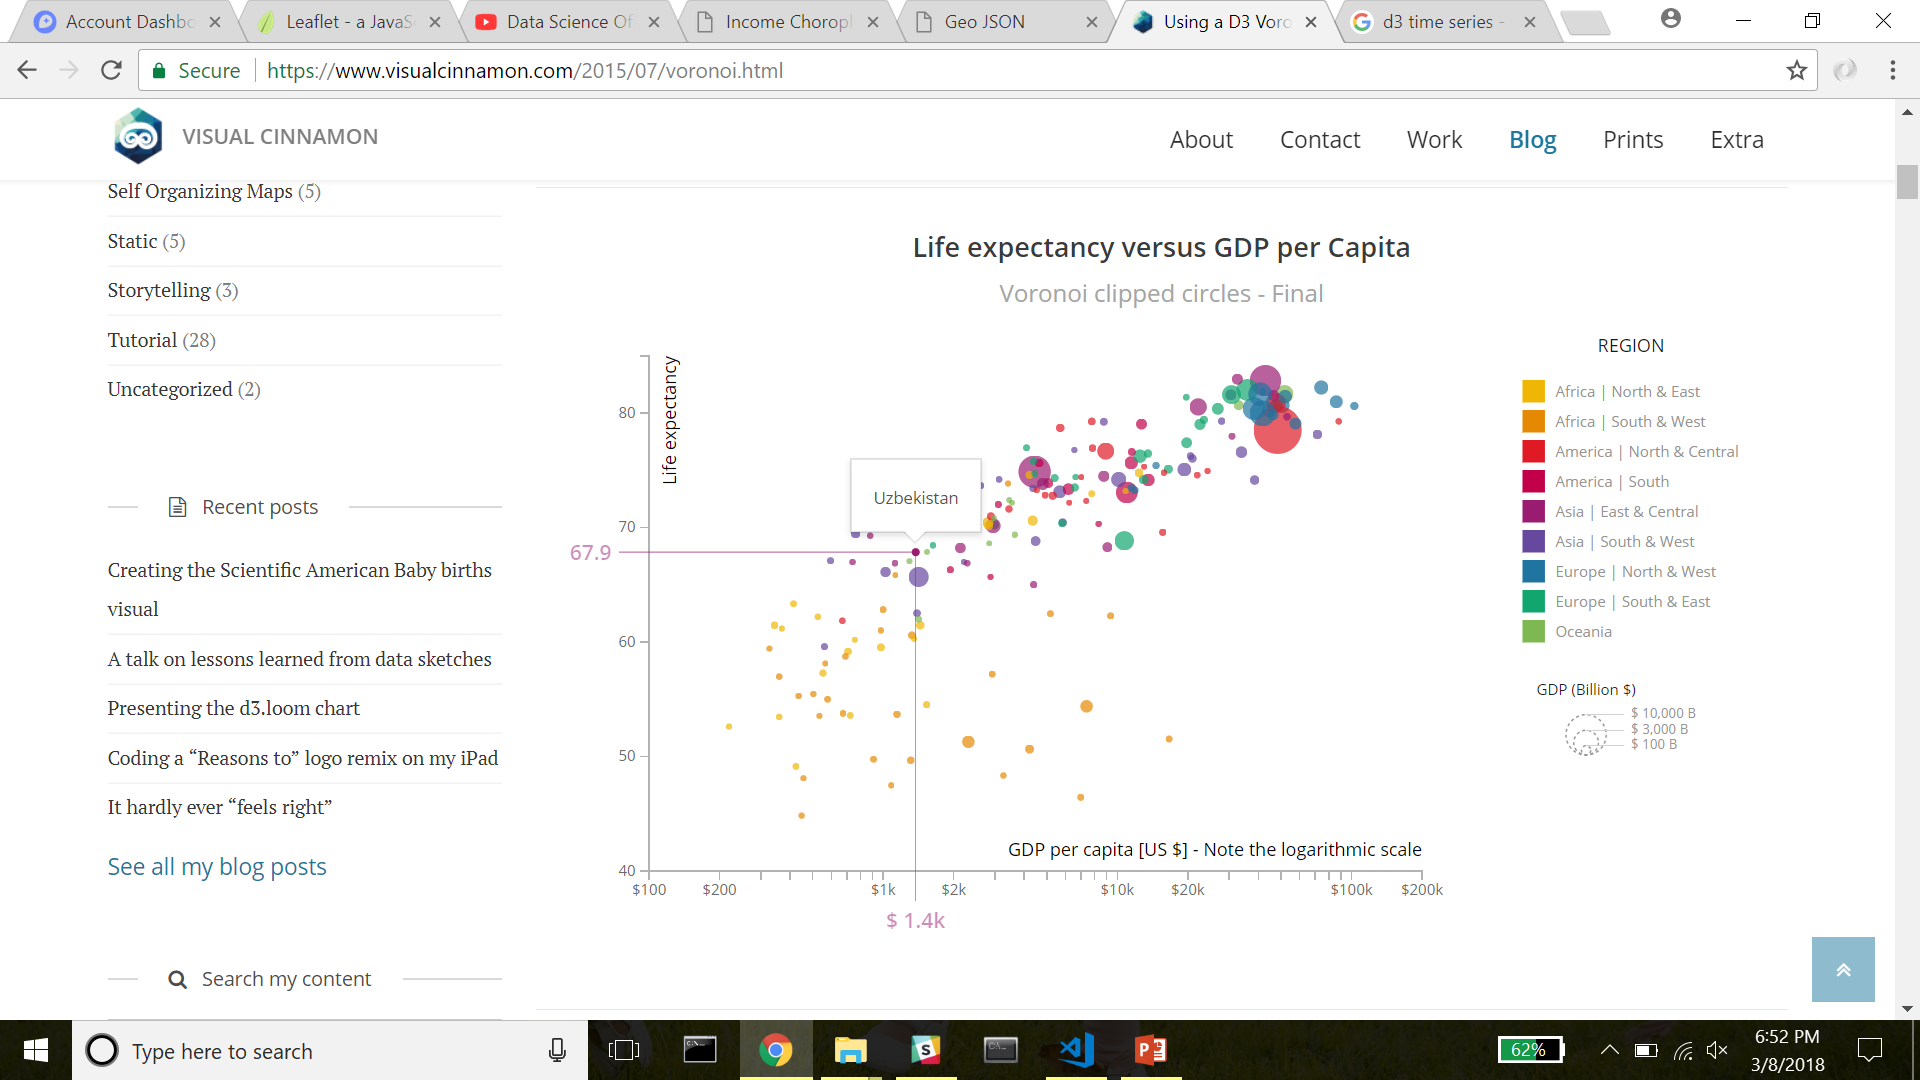 Account Dashbo
Leaflet - a JavaS
Data Science Of
Income Choropl
Geo JSON
Using a D3 Voro
d3 time series -
Secure
https://www.visualcinnamon.com/2015/07/voronoi.html
VISUAL CINNAMON
About
Contact
Work
Blog
Prints
Extra
Self Organizing Maps (5)
Static (5)
Storytelling (3)
Tutorial (28)
Uncategorized (2)
Recent posts
Creating the Scientific American Baby births
visual
A talk on lessons learned from data sketches
Presenting the d3.loom chart
Coding a “Reasons to” logo remix on my iPad
It hardly ever “feels right”
See all my blog posts
Search my content
Life expectancy versus GDP per Capita
Voronoi clipped circles - Final
Life expectancy
80
70
67.9
60
50
40
Uzbekistan
GDP per capita [US $] - Note the logarithmic scale
$100
$200
$1k
$2k
$10k
$20k
$100k
$200k
$ 1.4k
REGION
Africa | North & East
Africa | South & West
America | North & Central
America | South
Asia | East & Central
Asia | South & West
Europe | North & West
Europe | South & East
Oceania
GDP (Billion $)
$ 10,000 B
$ 3,000 B
$ 100 B
Type here to search
62%
6:52 PM
3/8/2018